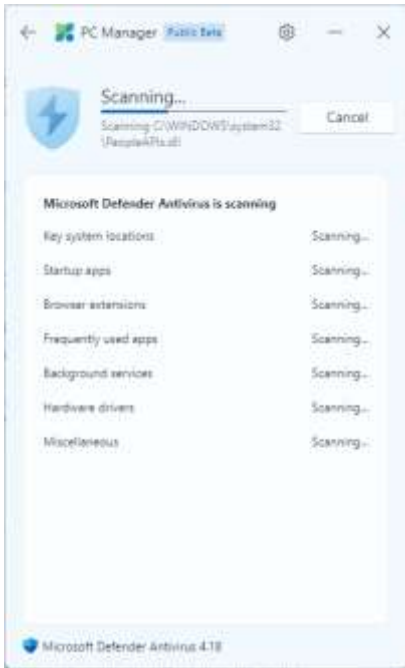 PC Manager Public Beta
Scanning...
Cancel
Scanning C:\WINDOWS\system32
\PeopleAPIs.dll
Microsoft Defender Antivirus is scanning
Key system locations Scanning...
Startup apps Scanning...
Browser extensions Scanning...
Frequently used apps Scanning...
Background services Scanning...
Hardware drivers Scanning...
Miscellaneous Scanning...
Microsoft Defender Antivirus 4.18